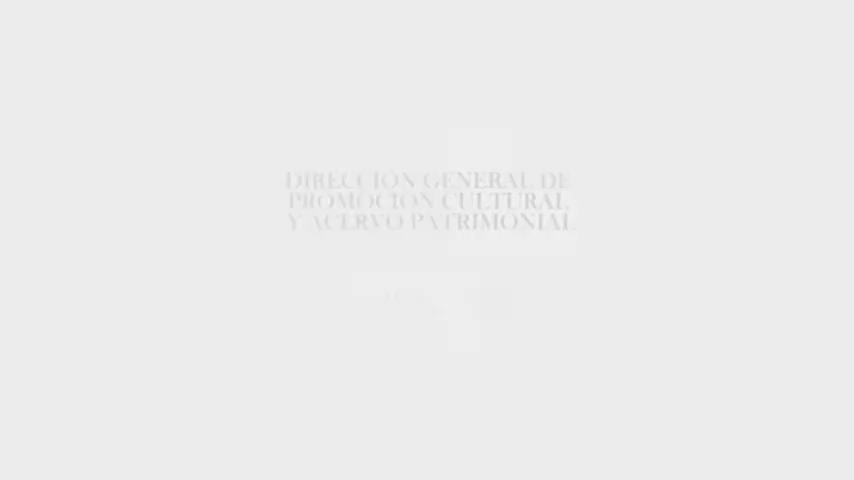 DIRECCIÓN GENERAL DE
PROMOCIÓN CULTURAL
Y ACERVO PATRIMONIAL